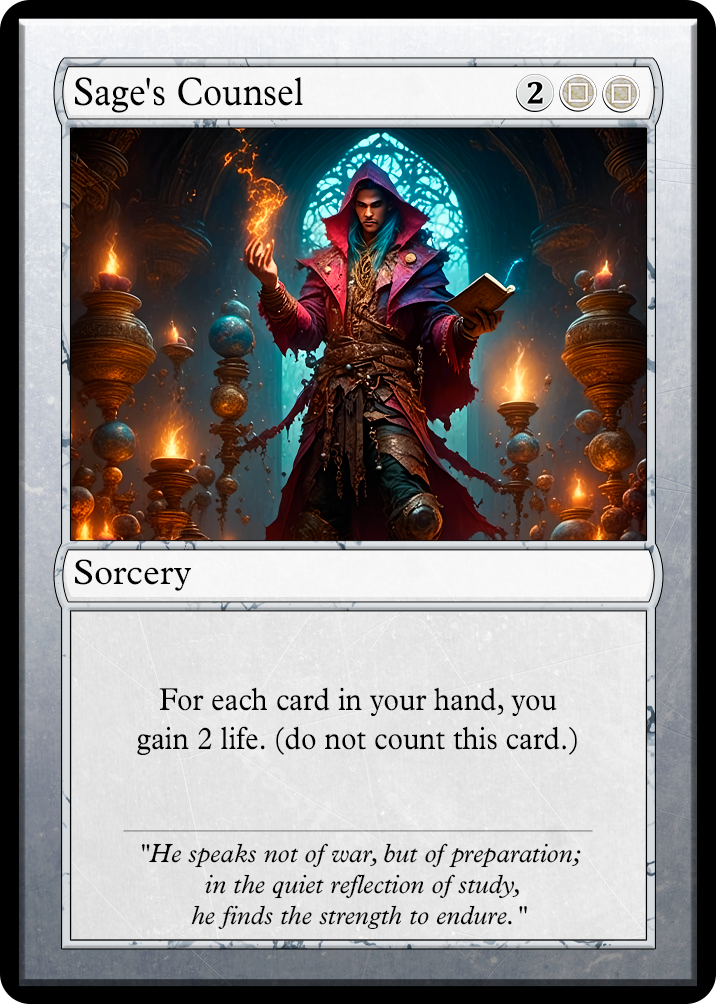 Sage's Counsel 2
Sorcery
For each card in your hand, you
gain 2 life. (do not count this card.)
"He speaks not of war, but of preparation;
in the quiet reflection of study,
he finds the strength to endure."